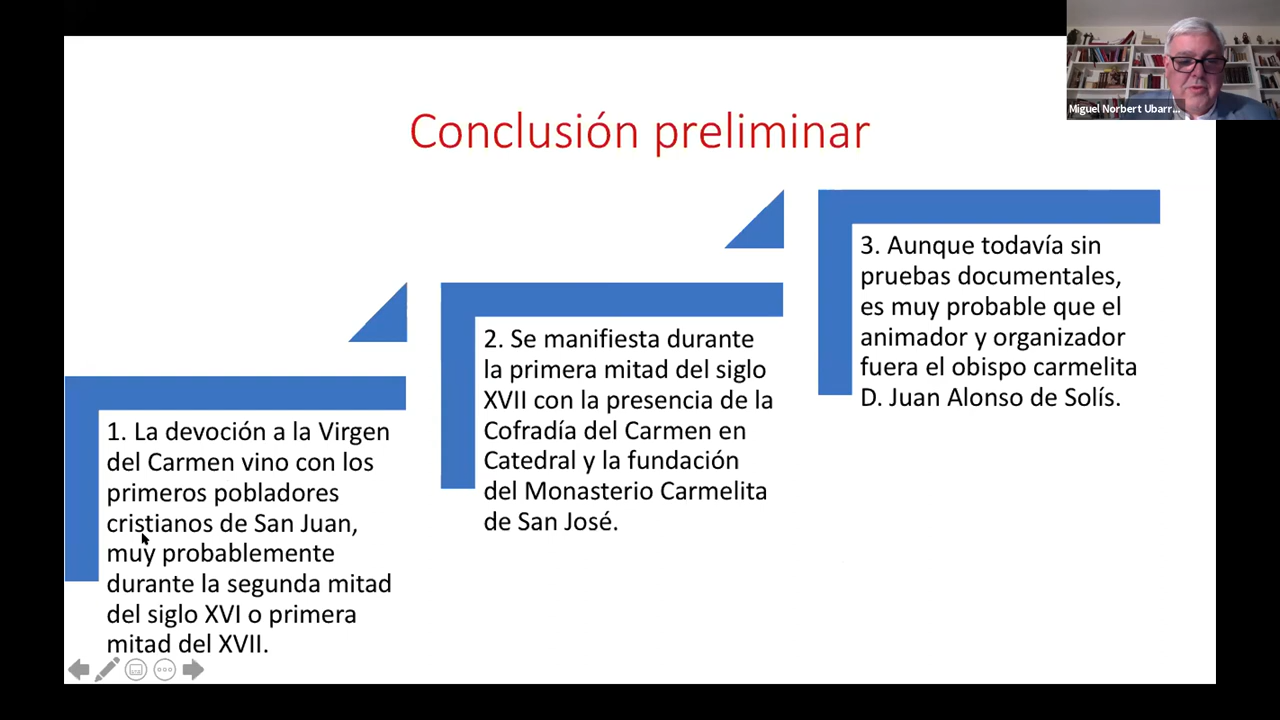 Miguel Norbert Ubarr...
Conclusión preliminar
1. La devoción a la Virgen
del Carmen vino con los
primeros pobladores
cristianos de San Juan,
muy probablemente
durante la segunda mitad
del siglo XVI o primera
mitad del XVII.
2. Se manifiesta durante
la primera mitad del siglo
XVII con la presencia de la
Cofradía del Carmen en
Catedral y la fundación
del Monasterio Carmelita
de San José.
3. Aunque todavía sin
pruebas documentales,
es muy probable que el
animador y organizador
fuera el obispo carmelita
D. Juan Alonso de Solís.